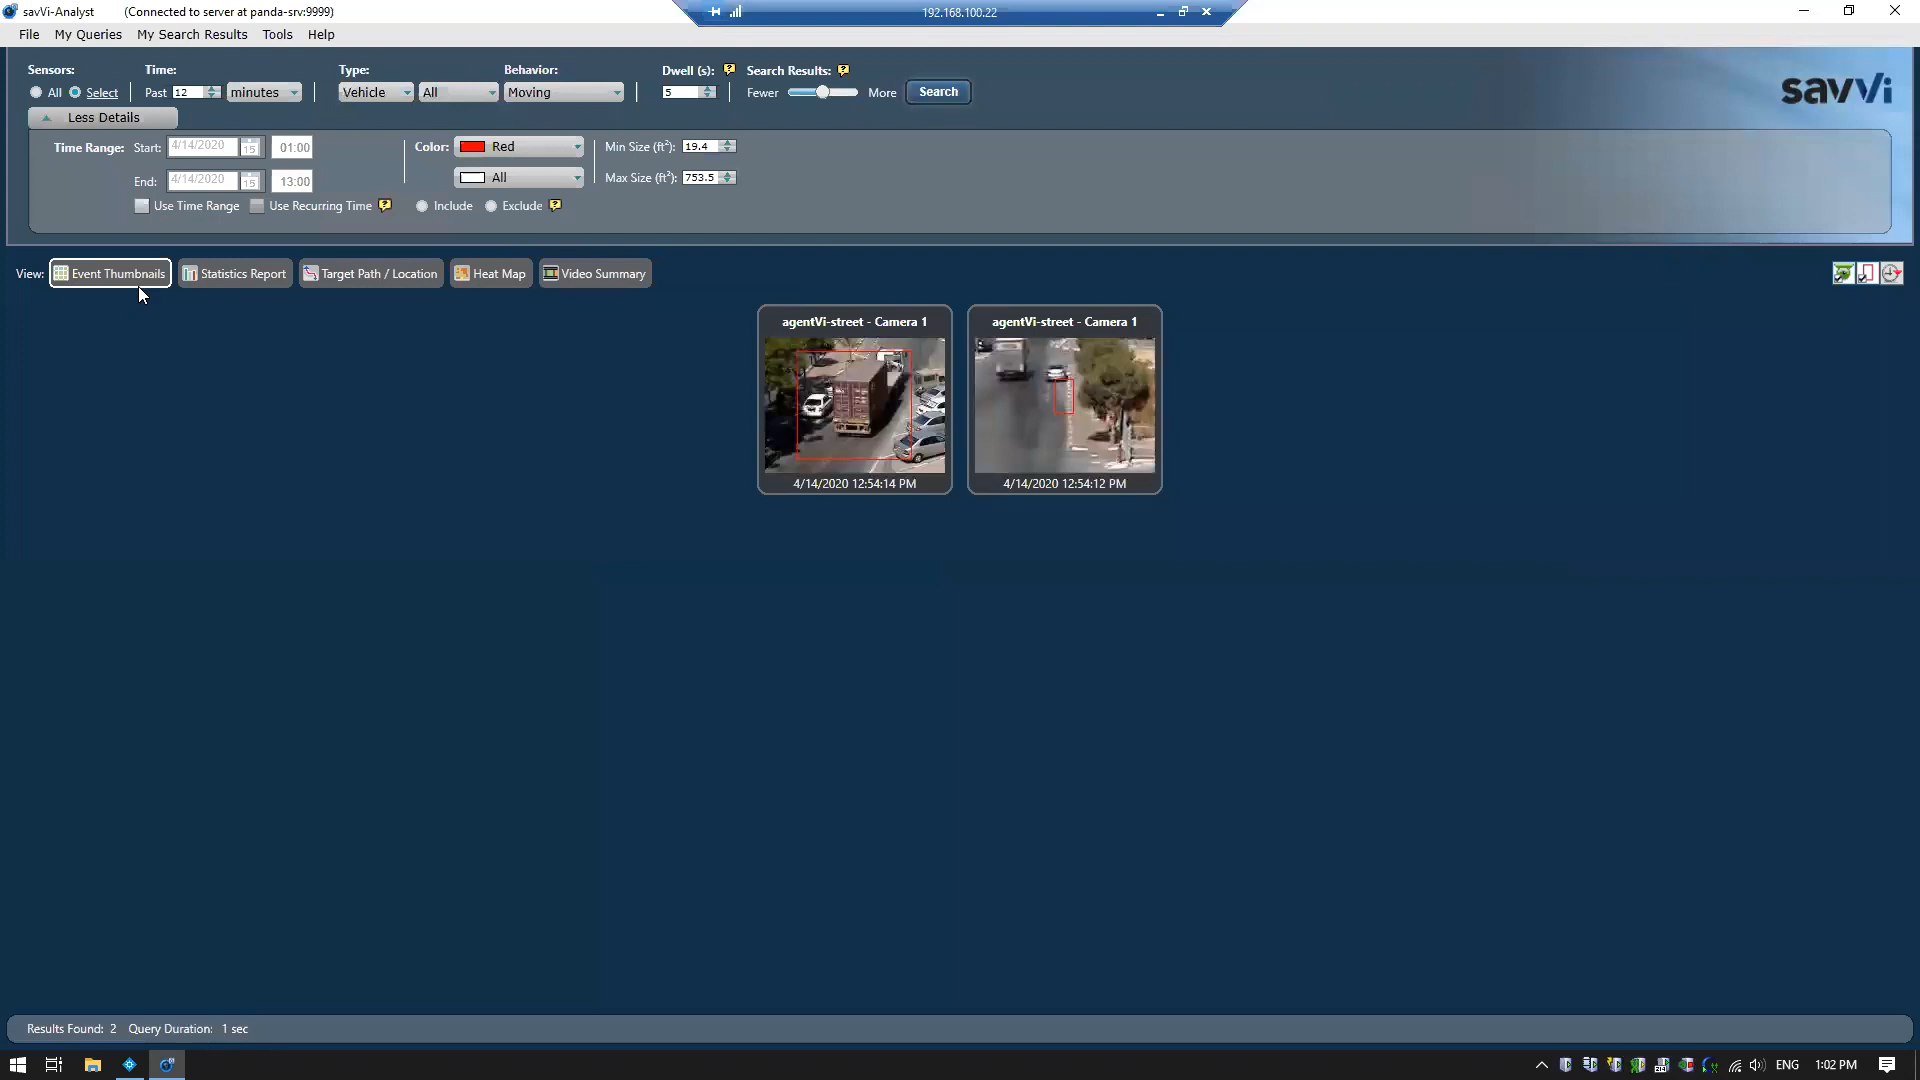 savVi-Analyst (Connected to server at panda-srv:9999)
192.168.100.22
File My Queries My Search Results Tools Help
Sensors: Time: Type: Behavior: Dwell (s): Search Results:
All Select Past 12 minutes Vehicle All Moving 5 Fewer More Search
savVi
Less Details
Time Range: Start: 4/14/2020 15 01:00 Color: Red Min Size (ft²): 19.4
End: 4/14/2020 15 13:00 All Max Size (ft²): 753.5
Use Time Range Use Recurring Time Include Exclude
View: Event Thumbnails Statistics Report Target Path / Location Heat Map Video Summary
agentVi-street - Camera 1 agentVi-street - Camera 1
4/14/2020 12:54:14 PM 4/14/2020 12:54:12 PM
Results Found: 2 Query Duration: 1 sec
ENG 1:02 PM